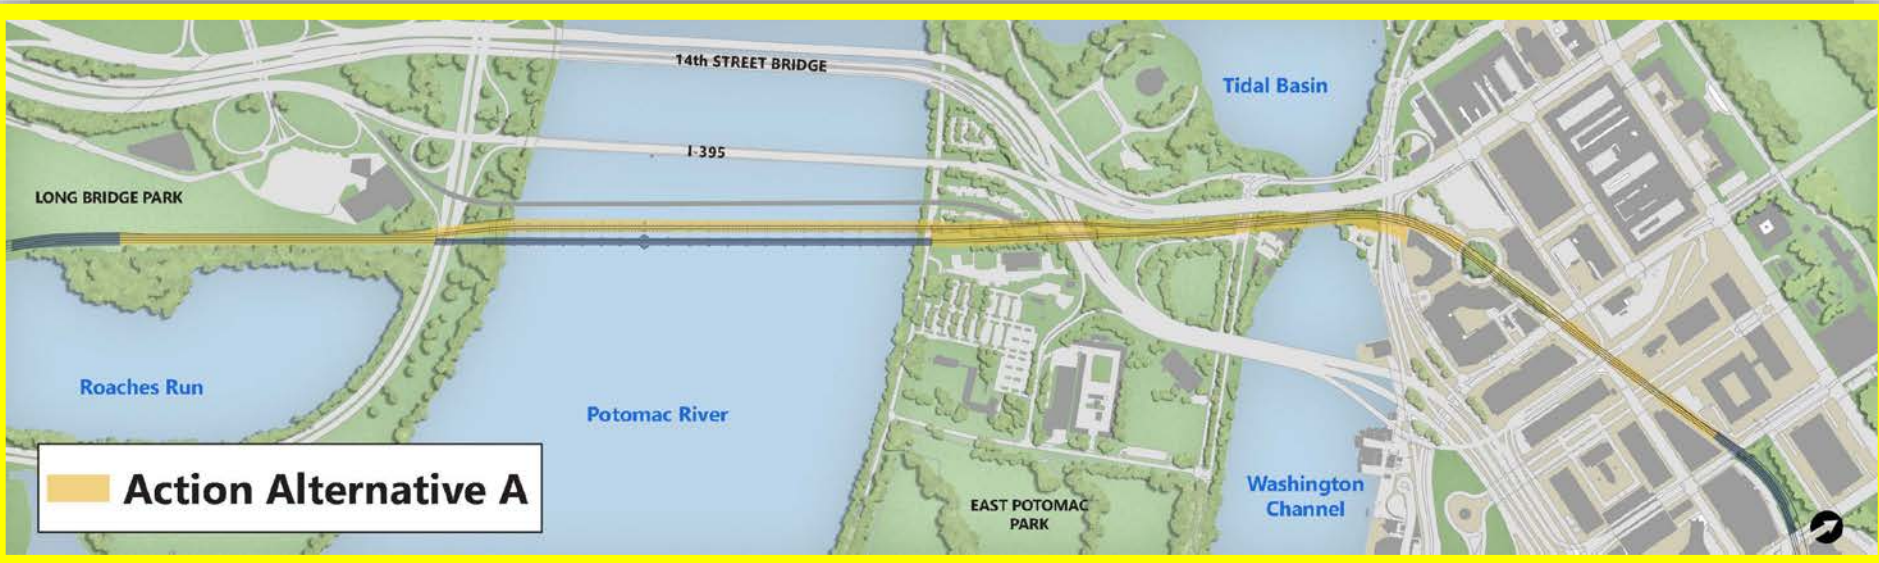 14th STREET BRIDGE
Tidal Basin
I-395
LONG BRIDGE PARK
Roaches Run
Potomac River
Action Alternative A
EAST POTOMAC
PARK
Washington
Channel